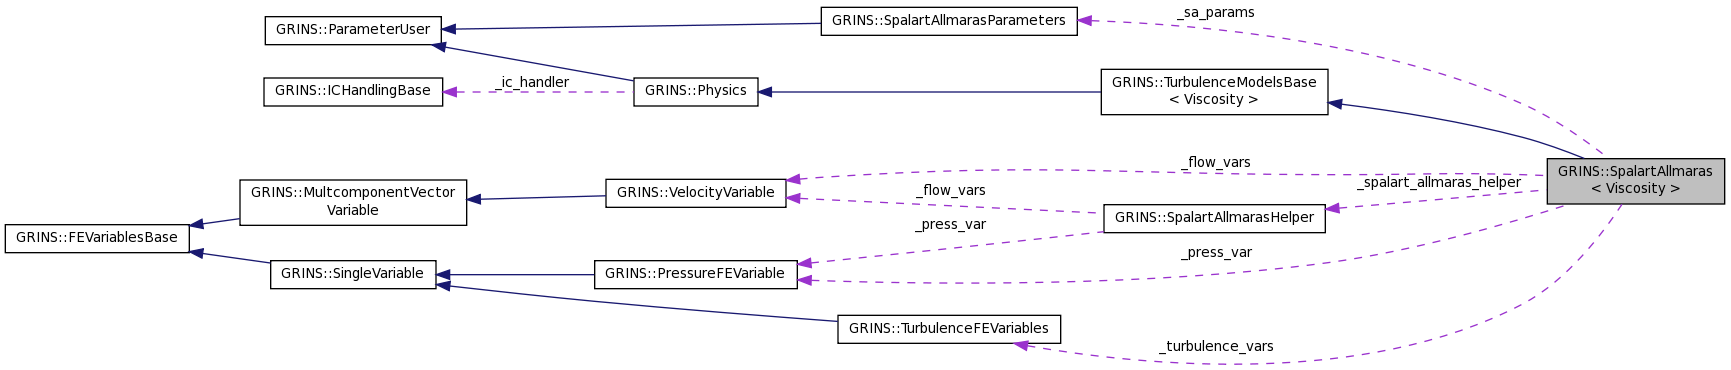 _sa_params
GRINS::SpalartAllmarasParameters
GRINS::ParameterUser
_ic_handler
GRINS::ICHandlingBase
GRINS::Physics
GRINS::TurbulenceModelsBase
< Viscosity >
_flow_vars
GRINS::SpalartAllmaras
< Viscosity >
_spalart_allmaras_helper
GRINS::MultcomponentVector
Variable
GRINS::VelocityVariable
_flow_vars
GRINS::SpalartAllmarasHelper
_press_var
GRINS::FEVariablesBase
_press_var
GRINS::SingleVariable
GRINS::PressureFEVariable
GRINS::TurbulenceFEVariables
_turbulence_vars